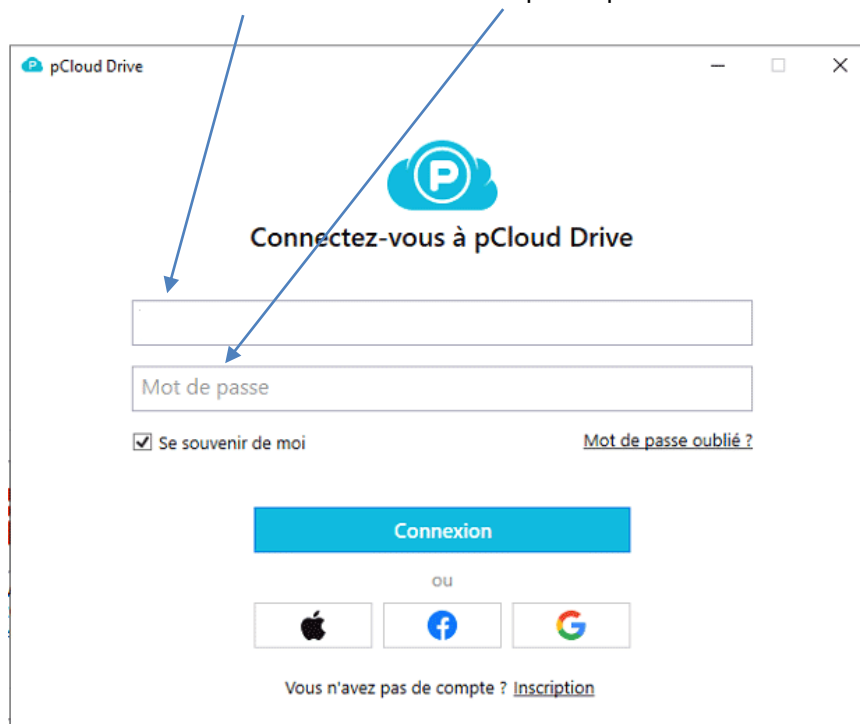 pCloud Drive
Connectez-vous à pCloud Drive
Mot de passe
Se souvenir de moi
Mot de passe oublié ?
Connexion
ou
Vous n'avez pas de compte ? Inscription